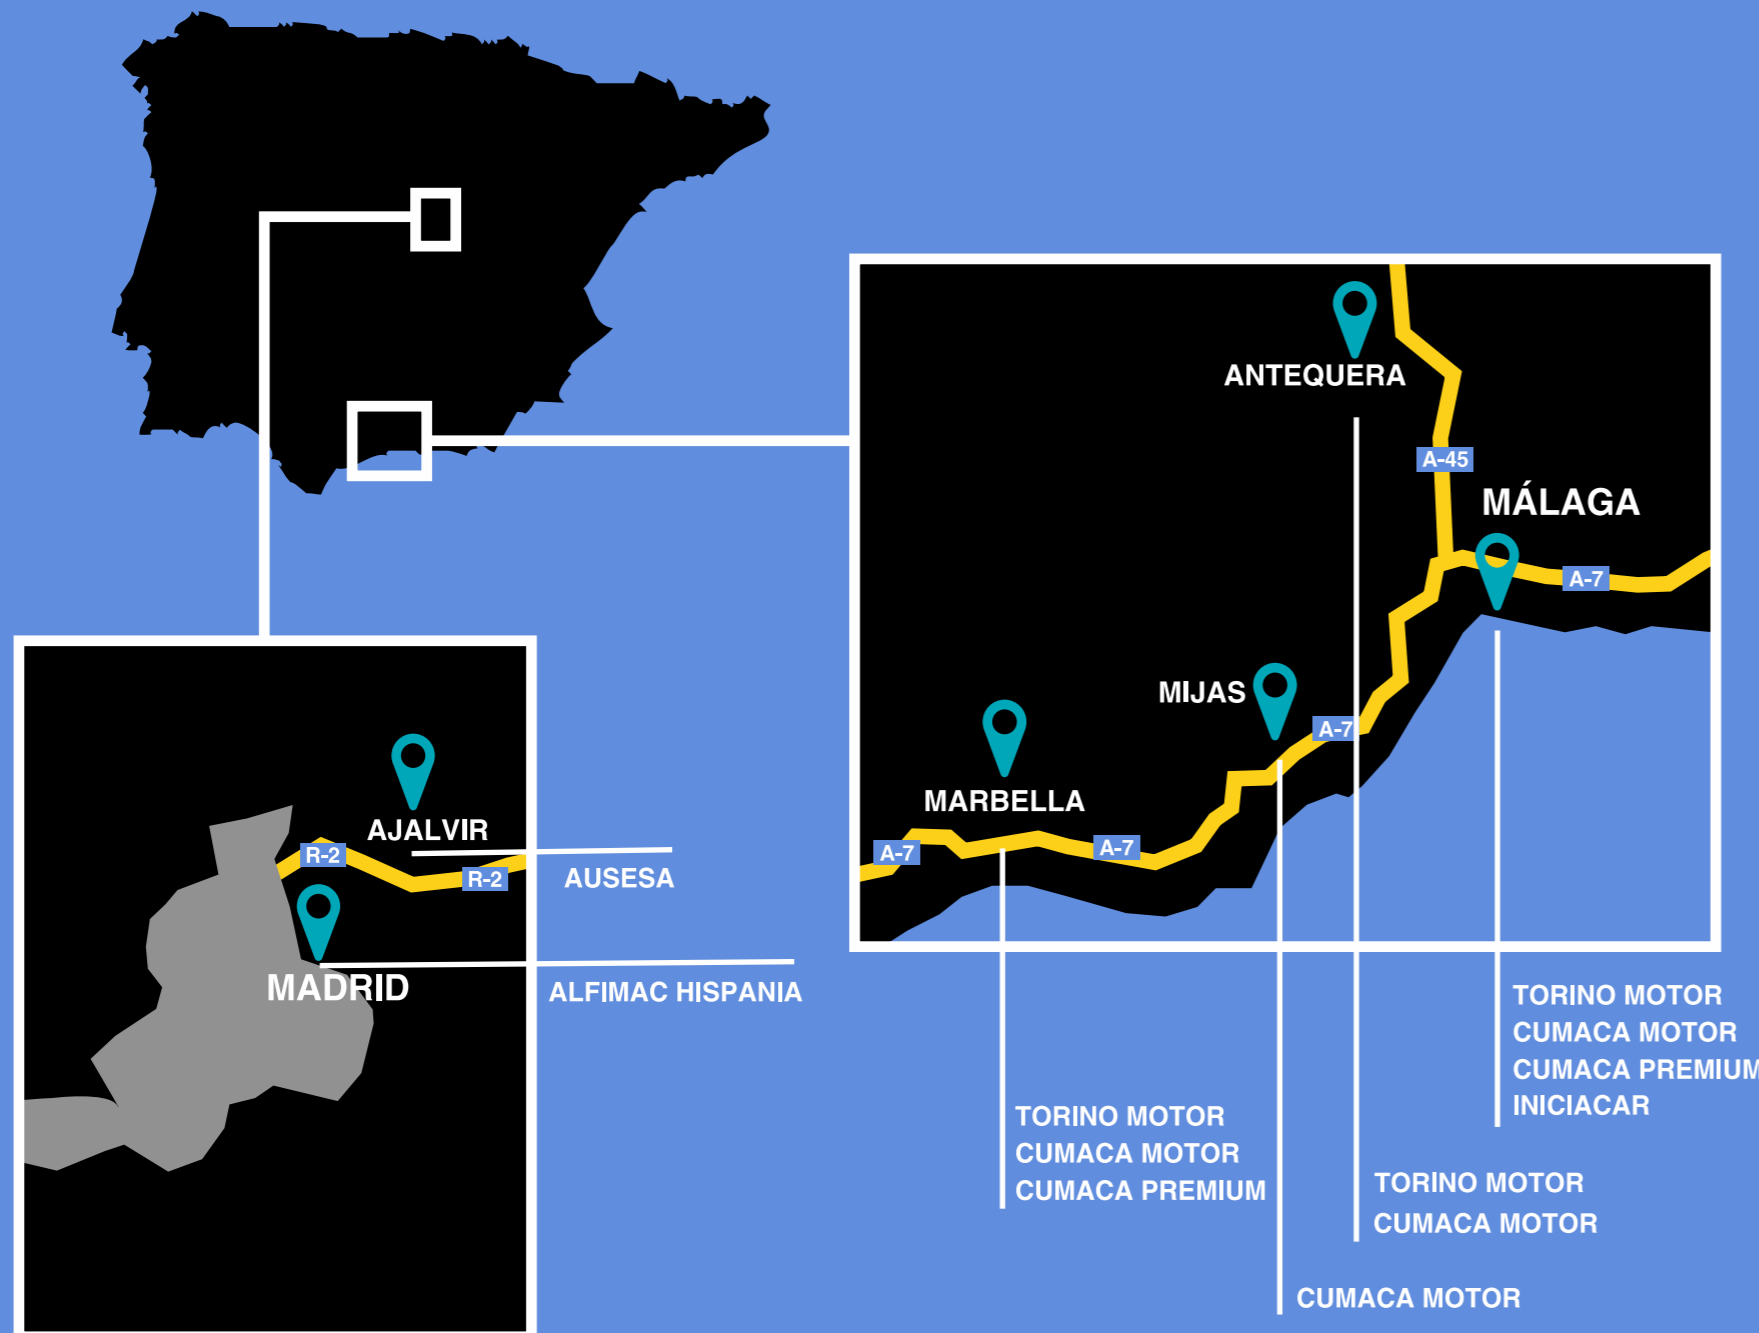 ANTEQUERA
A-45
MÁLAGA
A-7
MIJAS
A-7
MARBELLA
A-7
A-7
AJALVIR
R-2
R-2
AUSESA
MADRID
ALFIMAC HISPANIA
TORINO MOTOR
CUMACA MOTOR
CUMACA PREMIUM
TORINO MOTOR
CUMACA MOTOR
CUMACA PREMIUM
INICIACAR
TORINO MOTOR
CUMACA MOTOR
CUMACA MOTOR